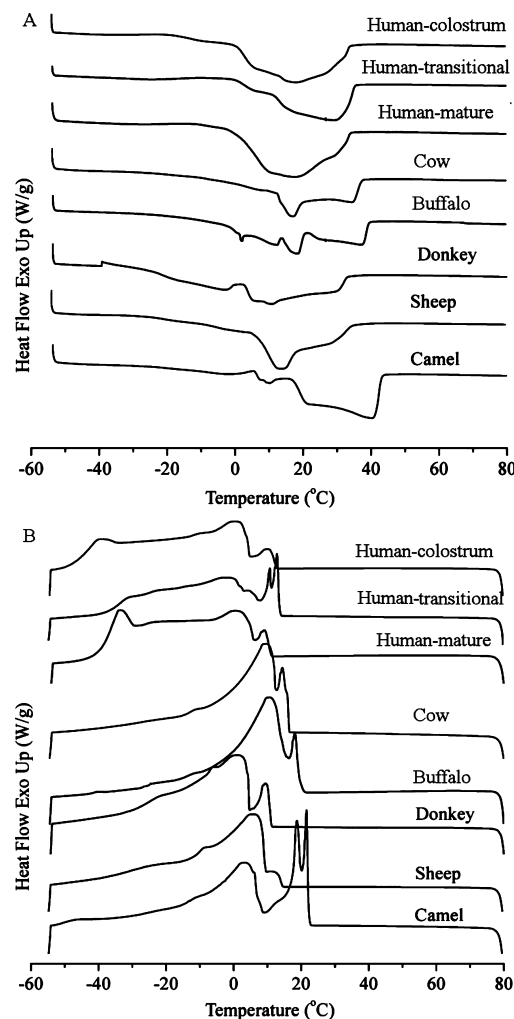 A
Human-colostrum
Human-transitional
Human-mature
Cow
Buffalo
Donkey
Sheep
Camel
Heat Flow Exo Up (W/g)
-60 -40 -20 0 20 40 60 80
Temperature (°C)
B
Human-colostrum
Human-transitional
Human-mature
Cow
Buffalo
Donkey
Sheep
Camel
Heat Flow Exo Up (W/g)
-60 -40 -20 0 20 40 60 80
Temperature (°C)